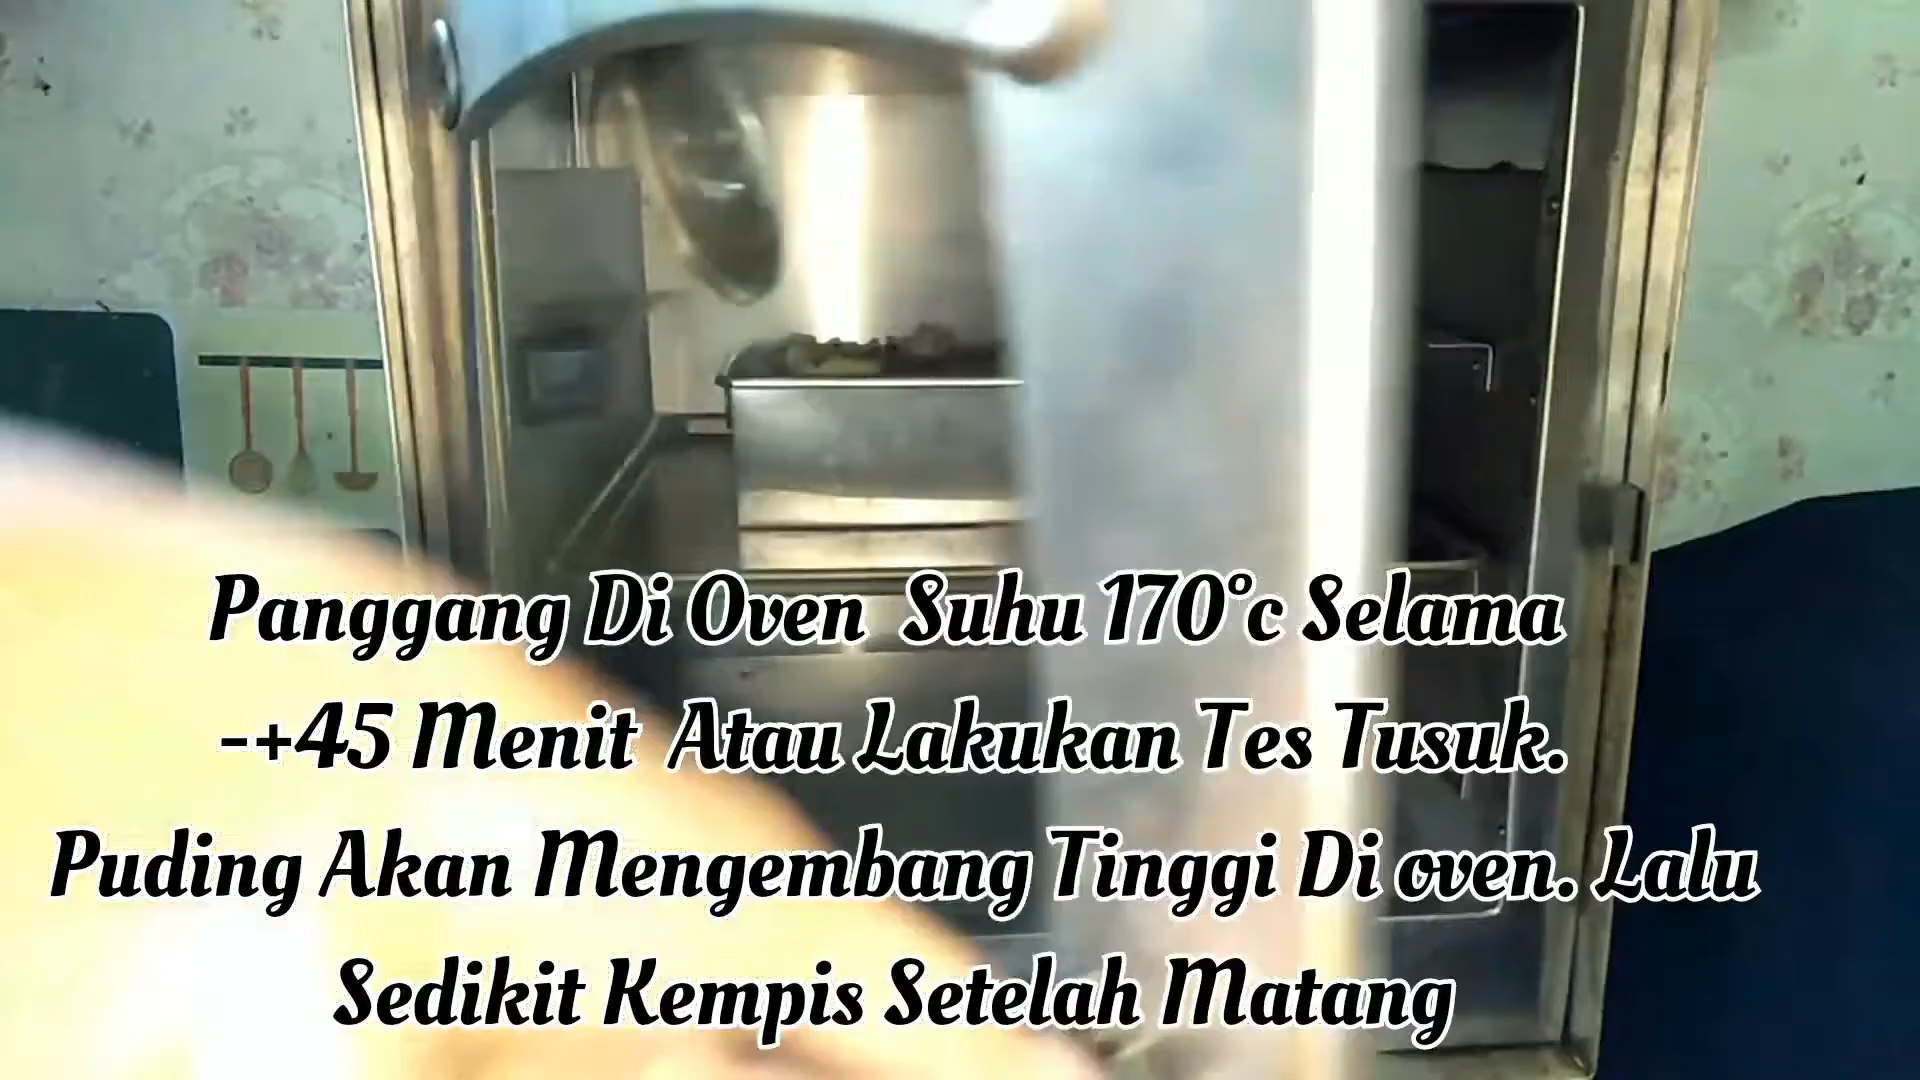 Panggang Di Oven Suhu 170°c Selama
-+45 Menit Atau Lakukan Tes Tusuk.
Puding Akan Mengembang Tinggi Di oven. Lalu
Sedikit Kempis Setelah Matang